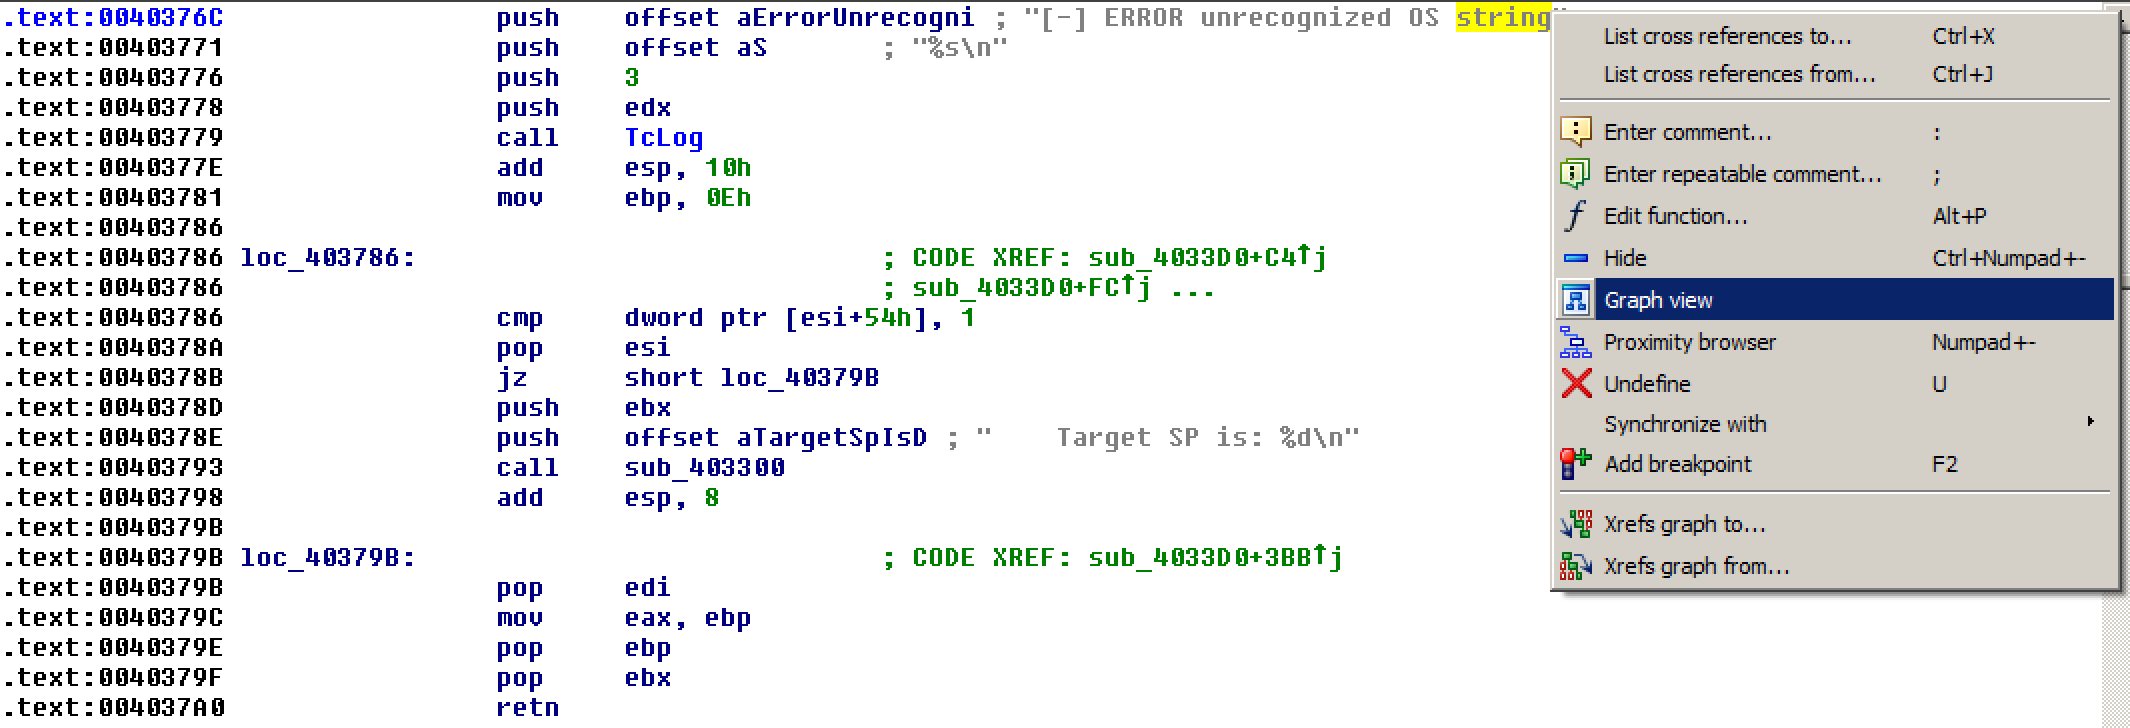 .text:0040376C push offset aErrorUnrecogni ; "[-] ERROR unrecognized OS string"
.text:00403771 push offset aS ; "%s\n"
.text:00403776 push 3
.text:00403778 push edx
.text:00403779 call TcLog
.text:0040377E add esp, 10h
.text:00403781 mov ebp, 0Eh
.text:00403786
.text:00403786 loc_403786: ; CODE XREF: sub_4033D0+C4↑j
.text:00403786 ; sub_4033D0+FC↑j ...
.text:00403786 cmp dword ptr [esi+54h], 1
.text:0040378A pop esi
.text:0040378B jz short loc_40379B
.text:0040378D push ebx
.text:0040378E push offset aTargetSpIsD ; "    Target SP is: %d\n"
.text:00403793 call sub_403300
.text:00403798 add esp, 8
.text:0040379B
.text:0040379B loc_40379B: ; CODE XREF: sub_4033D0+3BB↑j
.text:0040379B pop edi
.text:0040379C mov eax, ebp
.text:0040379E pop ebp
.text:0040379F pop ebx
.text:004037A0 retn
List cross references to... Ctrl+X
List cross references from... Ctrl+J
Enter comment... :
Enter repeatable comment... ;
Edit function... Alt+P
Hide Ctrl+Numpad+-
Graph view
Proximity browser Numpad+-
Undefine U
Synchronize with
Add breakpoint F2
Xrefs graph to...
Xrefs graph from...